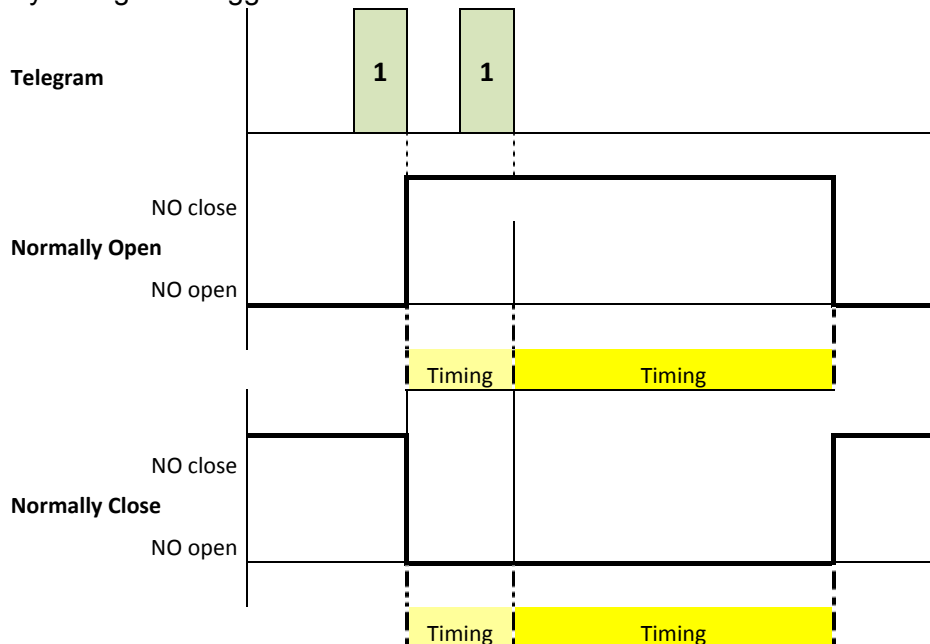 1 1
Telegram
NO close
Normally Open
NO open
Timing Timing
NO close
Normally Close
NO open
Timing Timing